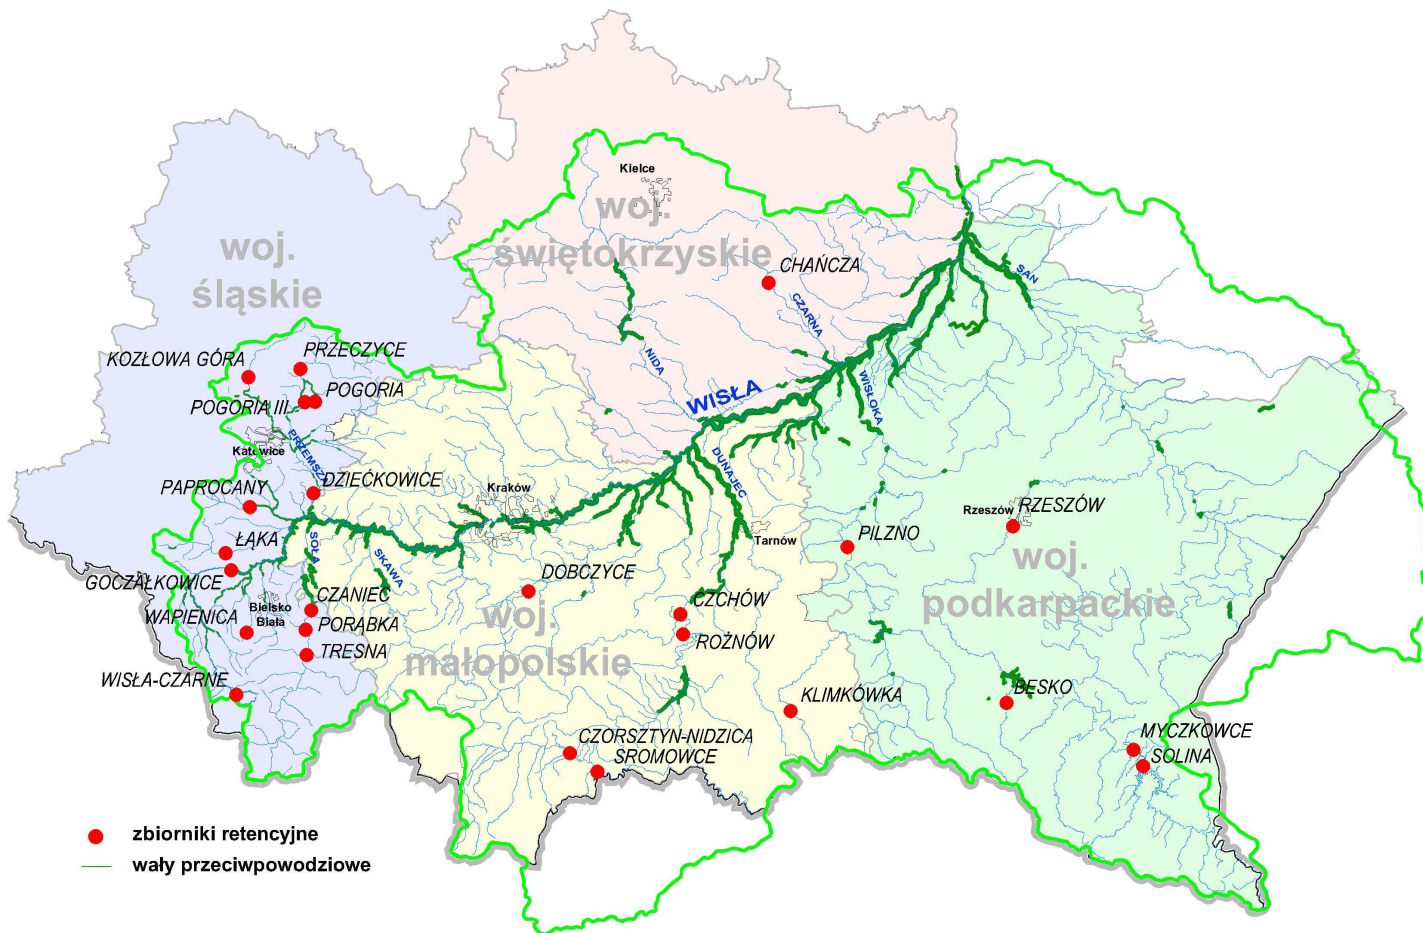 Kielce
woj.
świętokrzyskie
woj.
śląskie
CHAŃCZA
SAN
CZARNA
NIDA
WISŁA
WISŁOKA
KOZŁOWA GÓRA
PRZECZYCE
POGORIA
POGORIA III
PRZEMSZA
Katowice
DUNAJEC
PAPROCANY
DZIEĆKOWICE
Kraków
Tarnów
Rzeszów
RZESZÓW
PILZNO
ŁĄKA
SOŁA
SKAWA
GOCZAŁKOWICE
DOBCZYCE
woj.
podkarpackie
WAPIENICA
Bielsko
Biała
CZANIEC
PORĄBKA
TRESNA
woj.
małopolskie
CZCHÓW
ROŻNÓW
WISŁA-CZARNE
KLIMKÓWKA
BESKO
CZORSZTYN-NIDZICA
SROMOWCE
MYCZKOWCE
SOLINA
zbiorniki retencyjne
wały przeciwpowodziowe